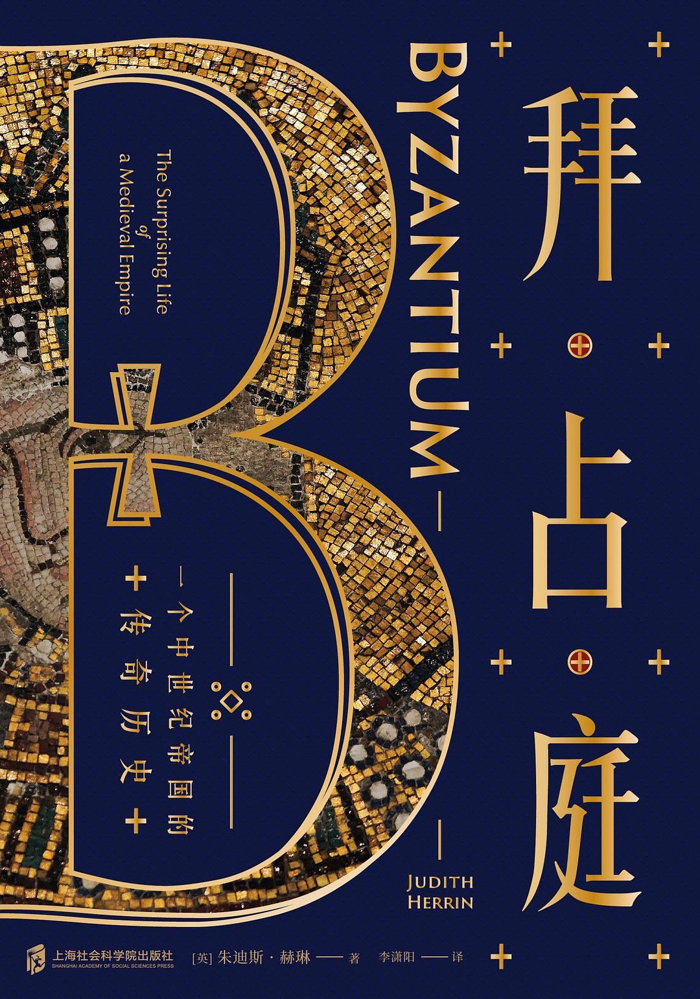 拜占庭
BYZANTIUM
JUDITH
HERRIN
The Surprising Life
of
a Medieval Empire
一个中世纪帝国的
传奇历史
上海社会科学院出版社
SHANGHAI ACADEMY OF SOCIAL SCIENCES PRESS
[英] 朱迪斯·赫琳 —— 著
李潇阳 —— 译